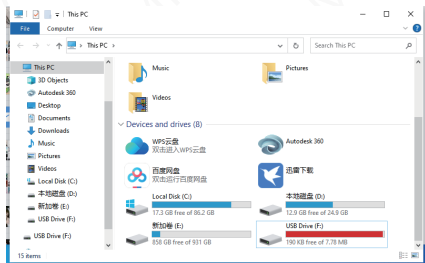 This PC
File
Computer
View
This PC
Search This PC
This PC
3D Objects
Autodesk 360
Desktop
Documents
Downloads
Music
Pictures
Videos
Local Disk (C:)
本地磁盘 (D:)
新加卷 (E:)
USB Drive (F:)
USB Drive (F:)
Music
Pictures
Videos
Devices and drives (8)
WPS云盘
双击进入WPS云盘
Autodesk 360
百度网盘
双击运行百度网盘
迅雷下载
Local Disk (C:)
17.3 GB free of 86.2 GB
本地磁盘 (D:)
12.9 GB free of 24.9 GB
新加卷 (E:)
858 GB free of 931 GB
USB Drive (F:)
190 KB free of 7.78 MB
15 items